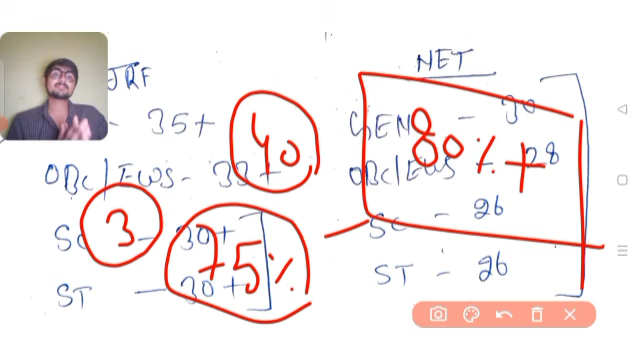 JRF
- 35+
OBC/EWS - 33+
SC - 30+
ST - 30+
40
3
75%
NET
GEN - 30
OBC/EWS - 28
SC - 26
ST - 26
80%+